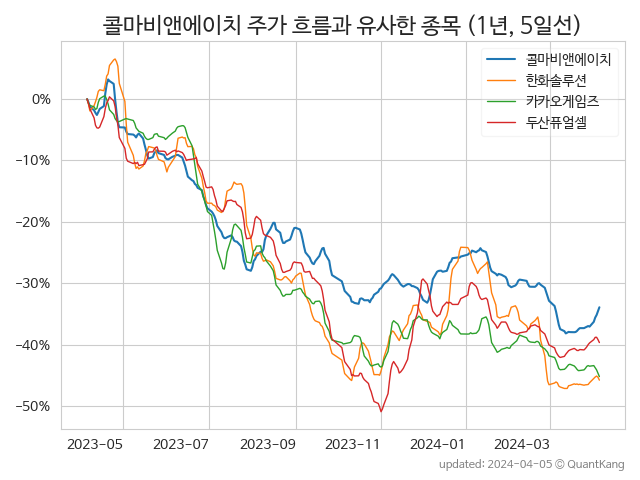 콜마비앤에이치 주가 흐름과 유사한 종목 (1년, 5일선)
콜마비앤에이치
한화솔루션
카카오게임즈
두산퓨얼셀
0%
−10%
−20%
−30%
−40%
−50%
2023-05 2023-07 2023-09 2023-11 2024-01 2024-03
updated: 2024-04-05 © QuantKang